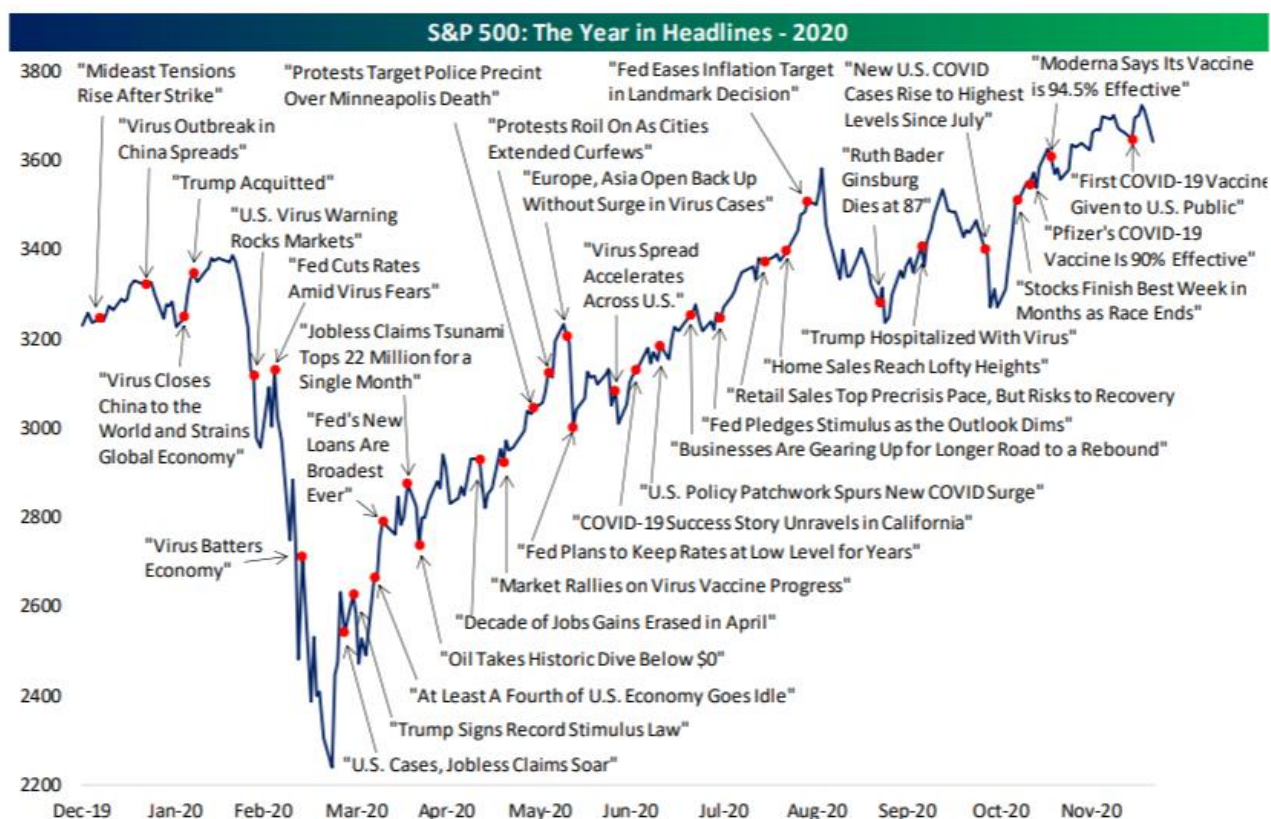 S&P 500: The Year in Headlines - 2020
3800
3600
3400
3200
3000
2800
2600
2400
2200
"Mideast Tensions
Rise After Strike"
"Virus Outbreak in
China Spreads"
"Trump Acquitted"
"U.S. Virus Warning
Rocks Markets"
"Fed Cuts Rates
Amid Virus Fears"
"Jobless Claims Tsunami
Tops 22 Million for a
Single Month"
"Fed's New
Loans Are
Broadest
Ever"
"Virus Closes
China to the
World and Strains
Global Economy"
"Virus Batters
Economy"
"Protests Target Police Precint
Over Minneapolis Death"
"Protests Roil On As Cities
Extended Curfews"
"Europe, Asia Open Back Up
Without Surge in Virus Cases"
"Virus Spread
Accelerates
Across U.S."
"Fed Eases Inflation Target
in Landmark Decision"
"Ruth Bader
Ginsburg
Dies at 87"
"New U.S. COVID
Cases Rise to Highest
Levels Since July"
"Moderna Says Its Vaccine
is 94.5% Effective"
"First COVID-19 Vaccine
Given to U.S. Public"
"Pfizer's COVID-19
Vaccine Is 90% Effective"
"Stocks Finish Best Week in
Months as Race Ends"
"Trump Hospitalized With Virus"
"Home Sales Reach Lofty Heights"
"Retail Sales Top Precrisis Pace, But Risks to Recovery
"Fed Pledges Stimulus as the Outlook Dims"
"Businesses Are Gearing Up for Longer Road to a Rebound"
"U.S. Policy Patchwork Spurs New COVID Surge"
"COVID-19 Success Story Unravels in California"
"Fed Plans to Keep Rates at Low Level for Years"
"Market Rallies on Virus Vaccine Progress"
"Decade of Jobs Gains Erased in April"
"Oil Takes Historic Dive Below $0"
"At Least A Fourth of U.S. Economy Goes Idle"
"Trump Signs Record Stimulus Law"
"U.S. Cases, Jobless Claims Soar"
Dec-19 Jan-20 Feb-20 Mar-20 Apr-20 May-20 Jun-20 Jul-20 Aug-20 Sep-20 Oct-20 Nov-20